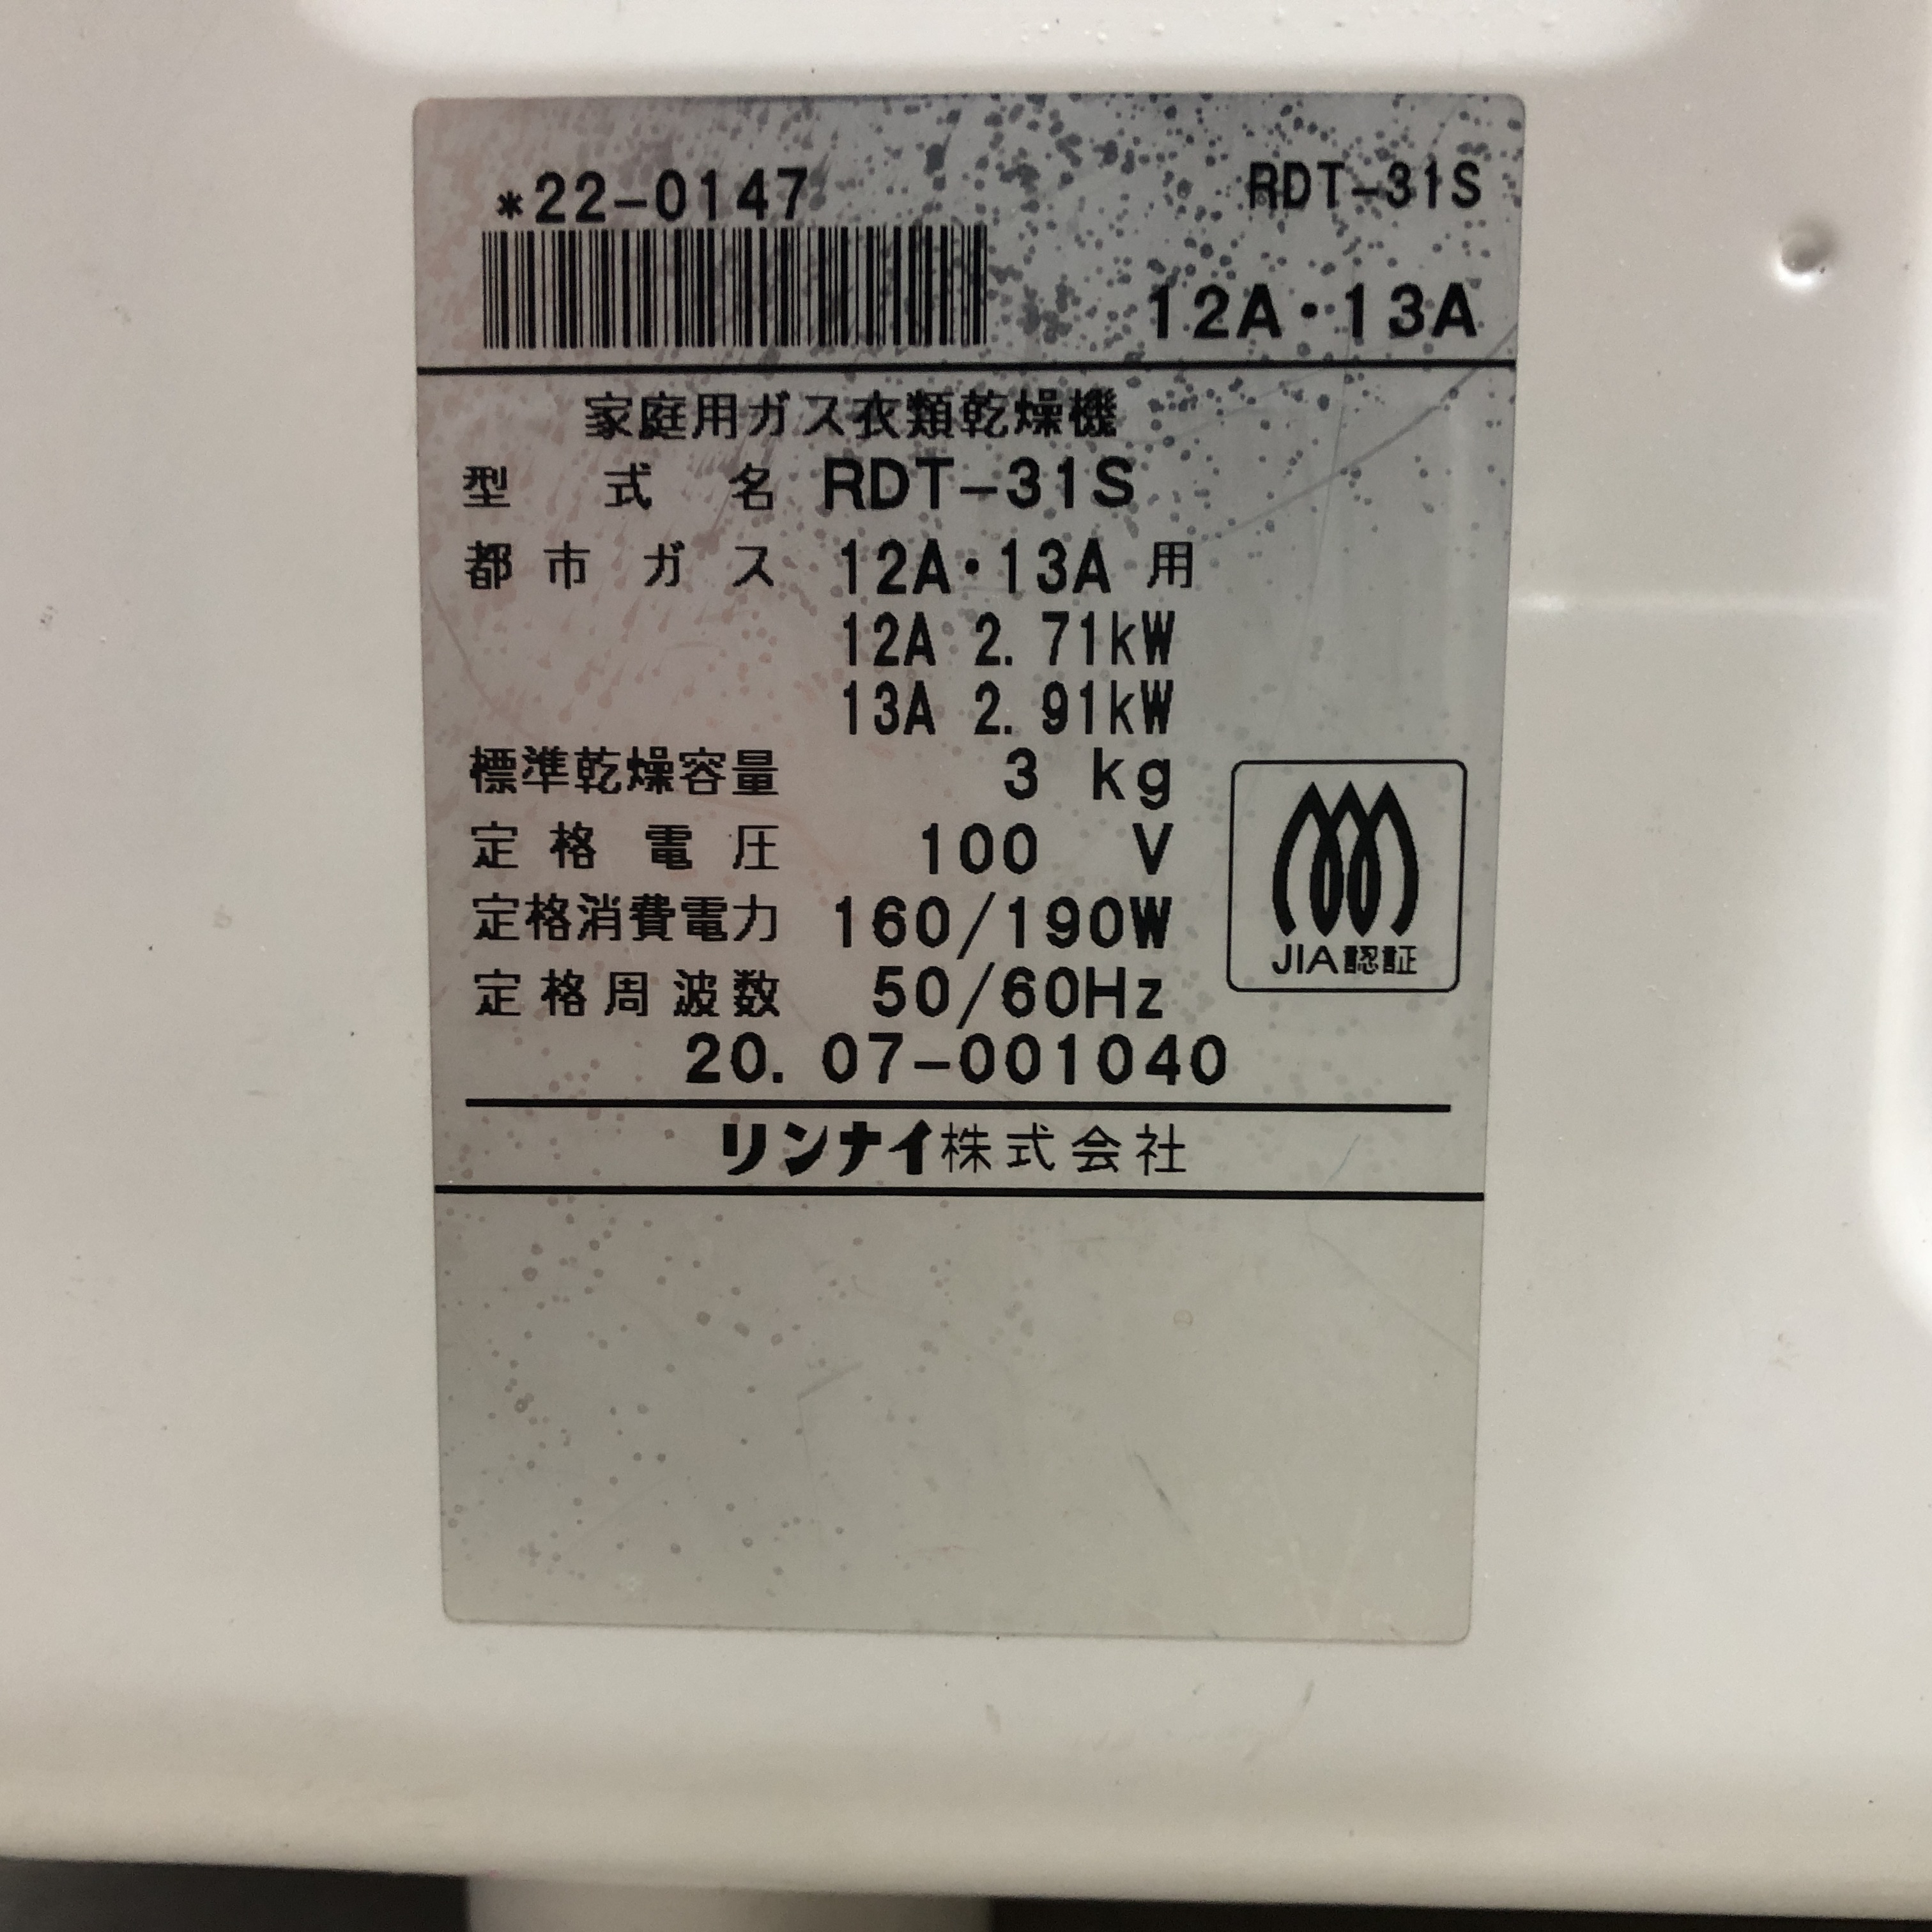 *22-0147
RDT-31S
12A・13A
家庭用ガス衣類乾燥機
型式名 RDT-31S
都市ガス 12A・13A 用
12A 2.71kW
13A 2.91kW
標準乾燥容量 3 kg
定格電圧 100 V
定格消費電力 160/190W
定格周波数 50/60Hz
JIA認証
20.07-001040
リンナイ株式会社